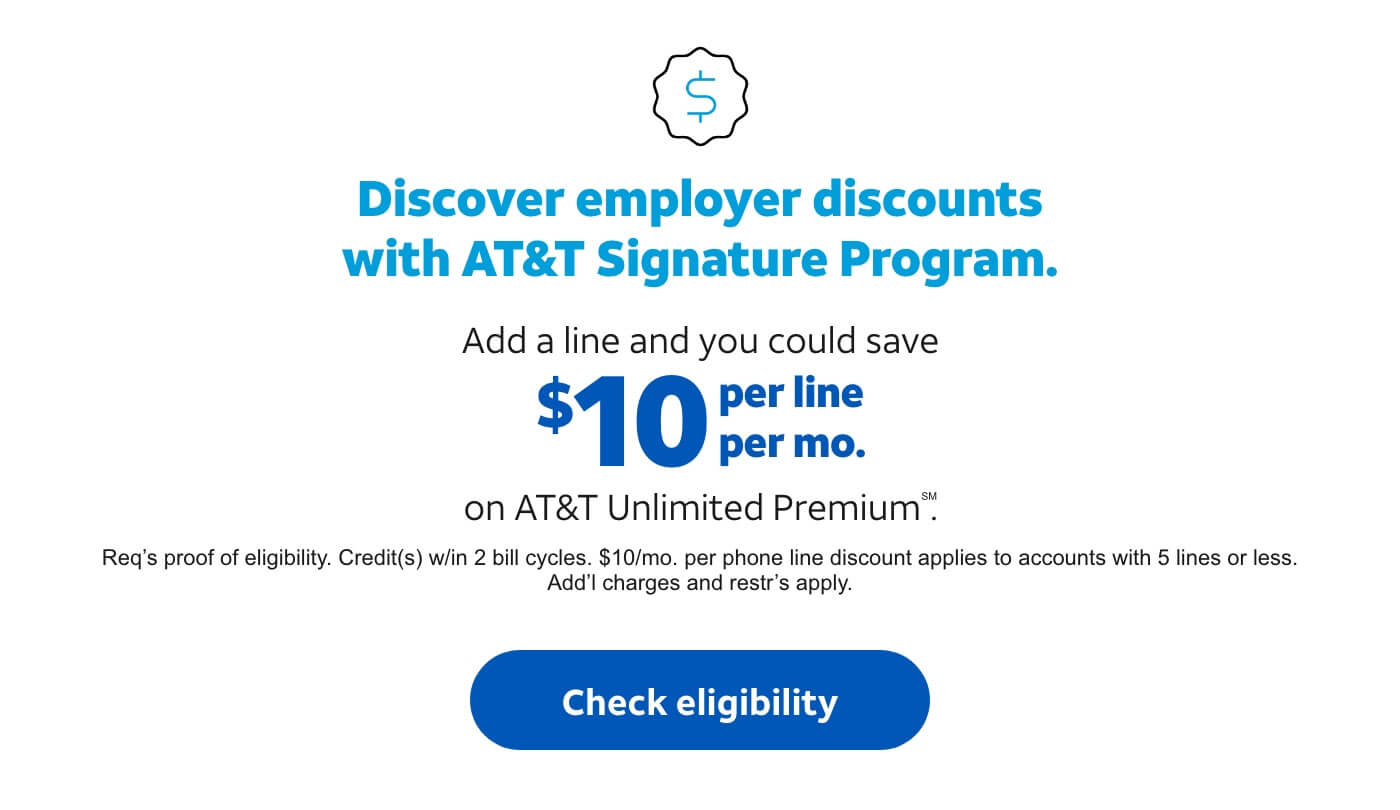 $
Discover employer discounts
with AT&T Signature Program.
Add a line and you could save
$10 per line
per mo.
on AT&T Unlimited Premium℠.
Req’s proof of eligibility. Credit(s) w/in 2 bill cycles. $10/mo. per phone line discount applies to accounts with 5 lines or less.
Add’l charges and restr’s apply.
Check eligibility